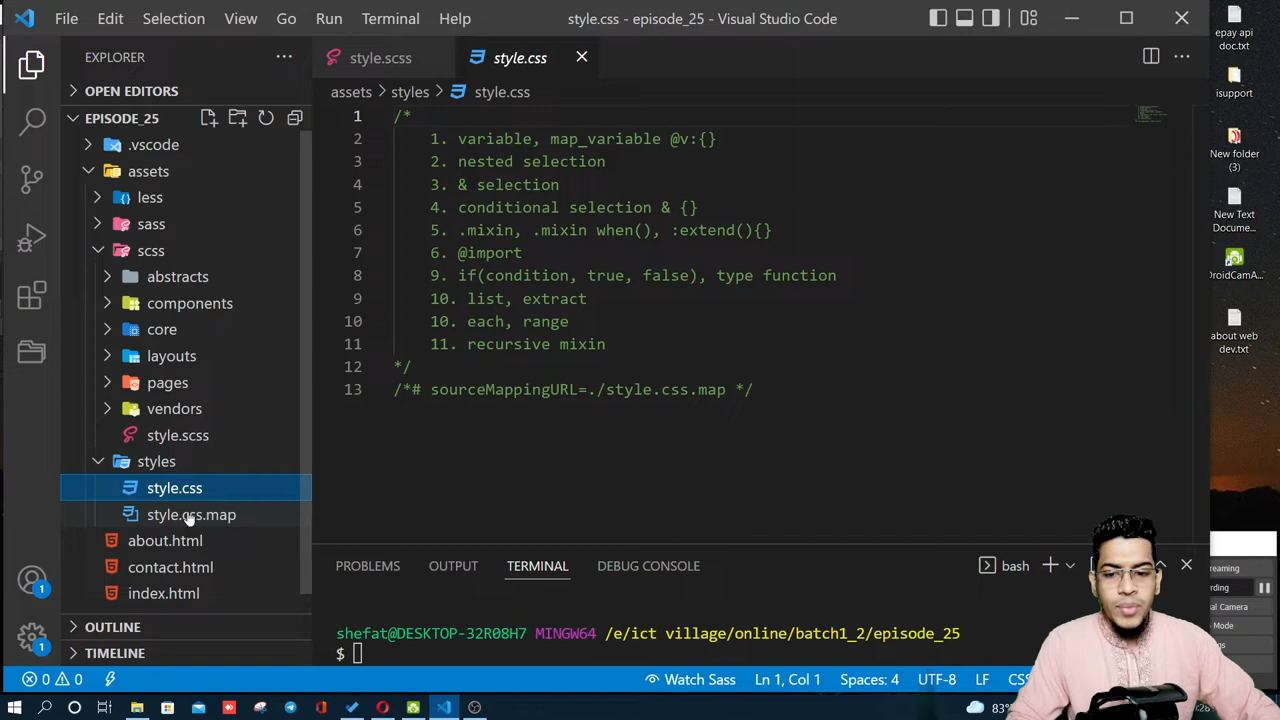 File Edit Selection View Go Run Terminal Help
style.css - episode_25 - Visual Studio Code
EXPLORER
OPEN EDITORS
EPISODE_25
.vscode
assets
less
sass
scss
abstracts
components
core
layouts
pages
vendors
style.scss
styles
style.css
style.css.map
about.html
contact.html
index.html
OUTLINE
TIMELINE
style.scss
style.css
assets > styles > style.css
1 /*
2 1. variable, map_variable @v:{}
3 2. nested selection
4 3. & selection
5 4. conditional selection & {}
6 5. .mixin, .mixin when(), :extend(){}
7 6. @import
8 9. if(condition, true, false), type function
9 10. list, extract
10 10. each, range
11 11. recursive mixin
12 */
13 /*# sourceMappingURL=./style.css.map */
PROBLEMS OUTPUT TERMINAL DEBUG CONSOLE
bash
shefat@DESKTOP-32R08H7 MINGW64 /e/ict village/online/batch1_2/episode_25
$
1
1
0 0
Watch Sass
Ln 1, Col 1
Spaces: 4
UTF-8
LF
epay api
doc.txt
isupport
New folder
(3)
New Text
Docume...
DroidCamA...
about web
dev.txt